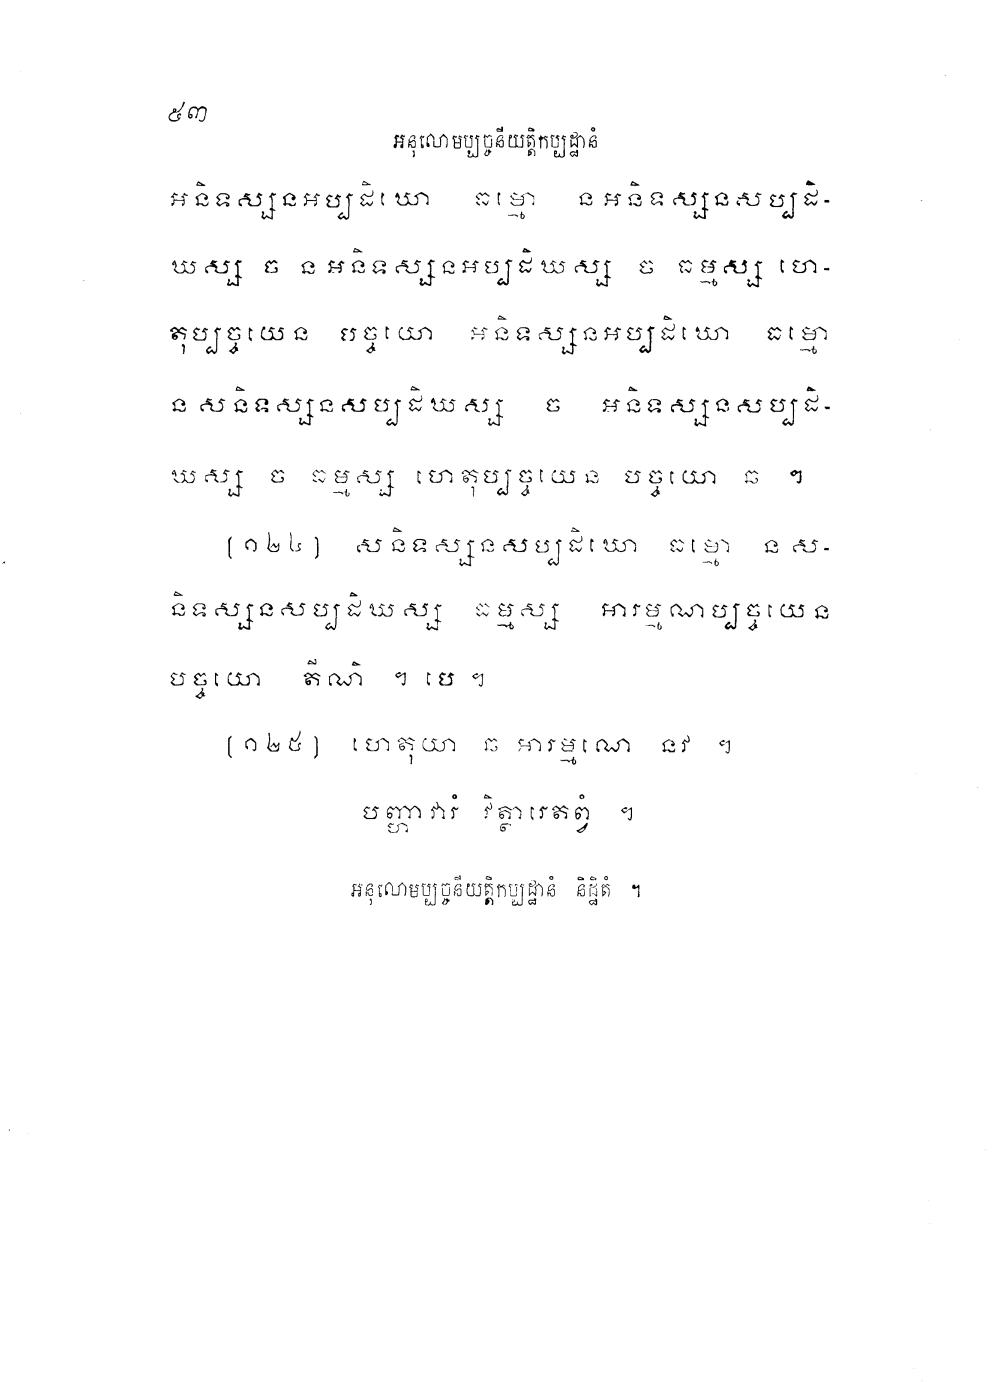 ៥៣
អនុលោមប្បច្ចនីយត្តិកប្បដ្ឋានំ
អនិទស្សនអប្បដិឃោ ធម្មោ ន អនិទស្សនសប្បដិ-
ឃស្ស ច ន អនិទស្សនអប្បដិឃស្ស ច ធម្មស្ស ហេ-
តុប្បច្ចយេន បច្ចយោ អនិទស្សនអប្បដិឃោ ធម្មោ
ន សនិទស្សនសប្បដិឃស្ស ច អនិទស្សនសប្បដិ-
ឃស្ស ច ធម្មស្ស ហេតុប្បច្ចយេន បច្ចយោ ឆ ។
[១២៤] សនិទស្សនសប្បដិឃោ ធម្មោ ន ស-
និទស្សនសប្បដិឃស្ស ធម្មស្ស អារម្មណប្បច្ចយេន
បច្ចយោ តីណិ ។ បេ ។
[១២៥] ហេតុយា ឆ អារម្មណេ នវ ។
បញ្ហាវារំ វិត្ថារេតព្វំ ។
អនុលោមប្បច្ចនីយត្តិកប្បដ្ឋានំ និដ្ឋិតំ ។